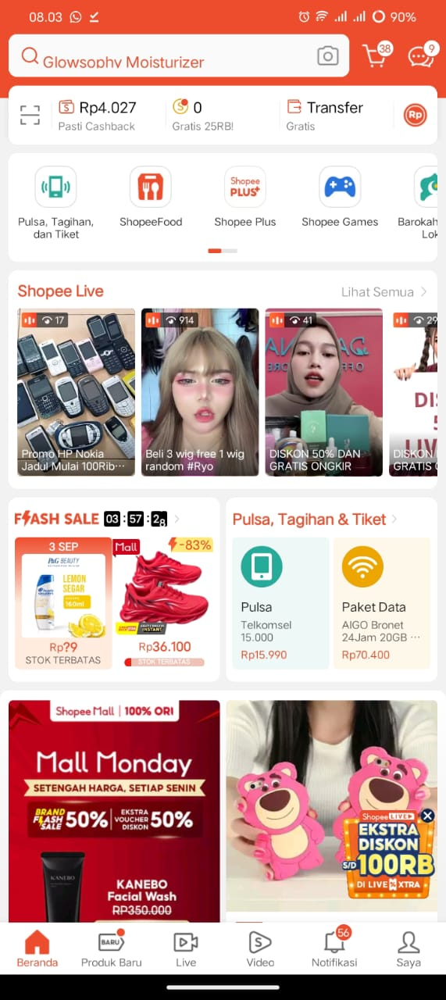 08.03
90%
Glowsophy Moisturizer
38
9
Rp4.027
Pasti Cashback
0
Gratis 25RB!
Transfer
Gratis
Rp
Pulsa, Tagihan,
dan Tiket
ShopeeFood
Shopee
PLUS+
Shopee Plus
Shopee Games
Barokah
Lok
Shopee Live
Lihat Semua
17
Promo HP Nokia
Jadul Mulai 100Rib...
914
Beli 3 wig free 1 wig
random #Ryo
41
DISKON 50% DAN
GRATIS ONGKIR
29
DI
5
LIV
DISKON
GRATIS
FLASH SALE 03 : 57 : 28
3 SEP
P&G BEAUTY
LEMON
SEGAR
160ml
Rp?9
STOK TERBATAS
Mall
-83%
INSTANT
Rp36.100
STOK TERBATAS
Pulsa, Tagihan & Tiket
Pulsa
Telkomsel
15.000
Rp15.990
Paket Data
AIGO Bronet
24Jam 20GB ...
Rp70.400
Shopee Mall | 100% ORI
Mall Monday
SETENGAH HARGA, SETIAP SENIN
BRAND
FLASH
SALE
50%
EKSTRA
VOUCHER
DISKON
50%
KANEBO
KANEBO
Facial Wash
RP350.000
Shopee LIVE
EKSTRA
DISKON
S/D 100RB
DI LIVE XTRA
Beranda
BARU
Produk Baru
Live
Video
56
Notifikasi
Saya